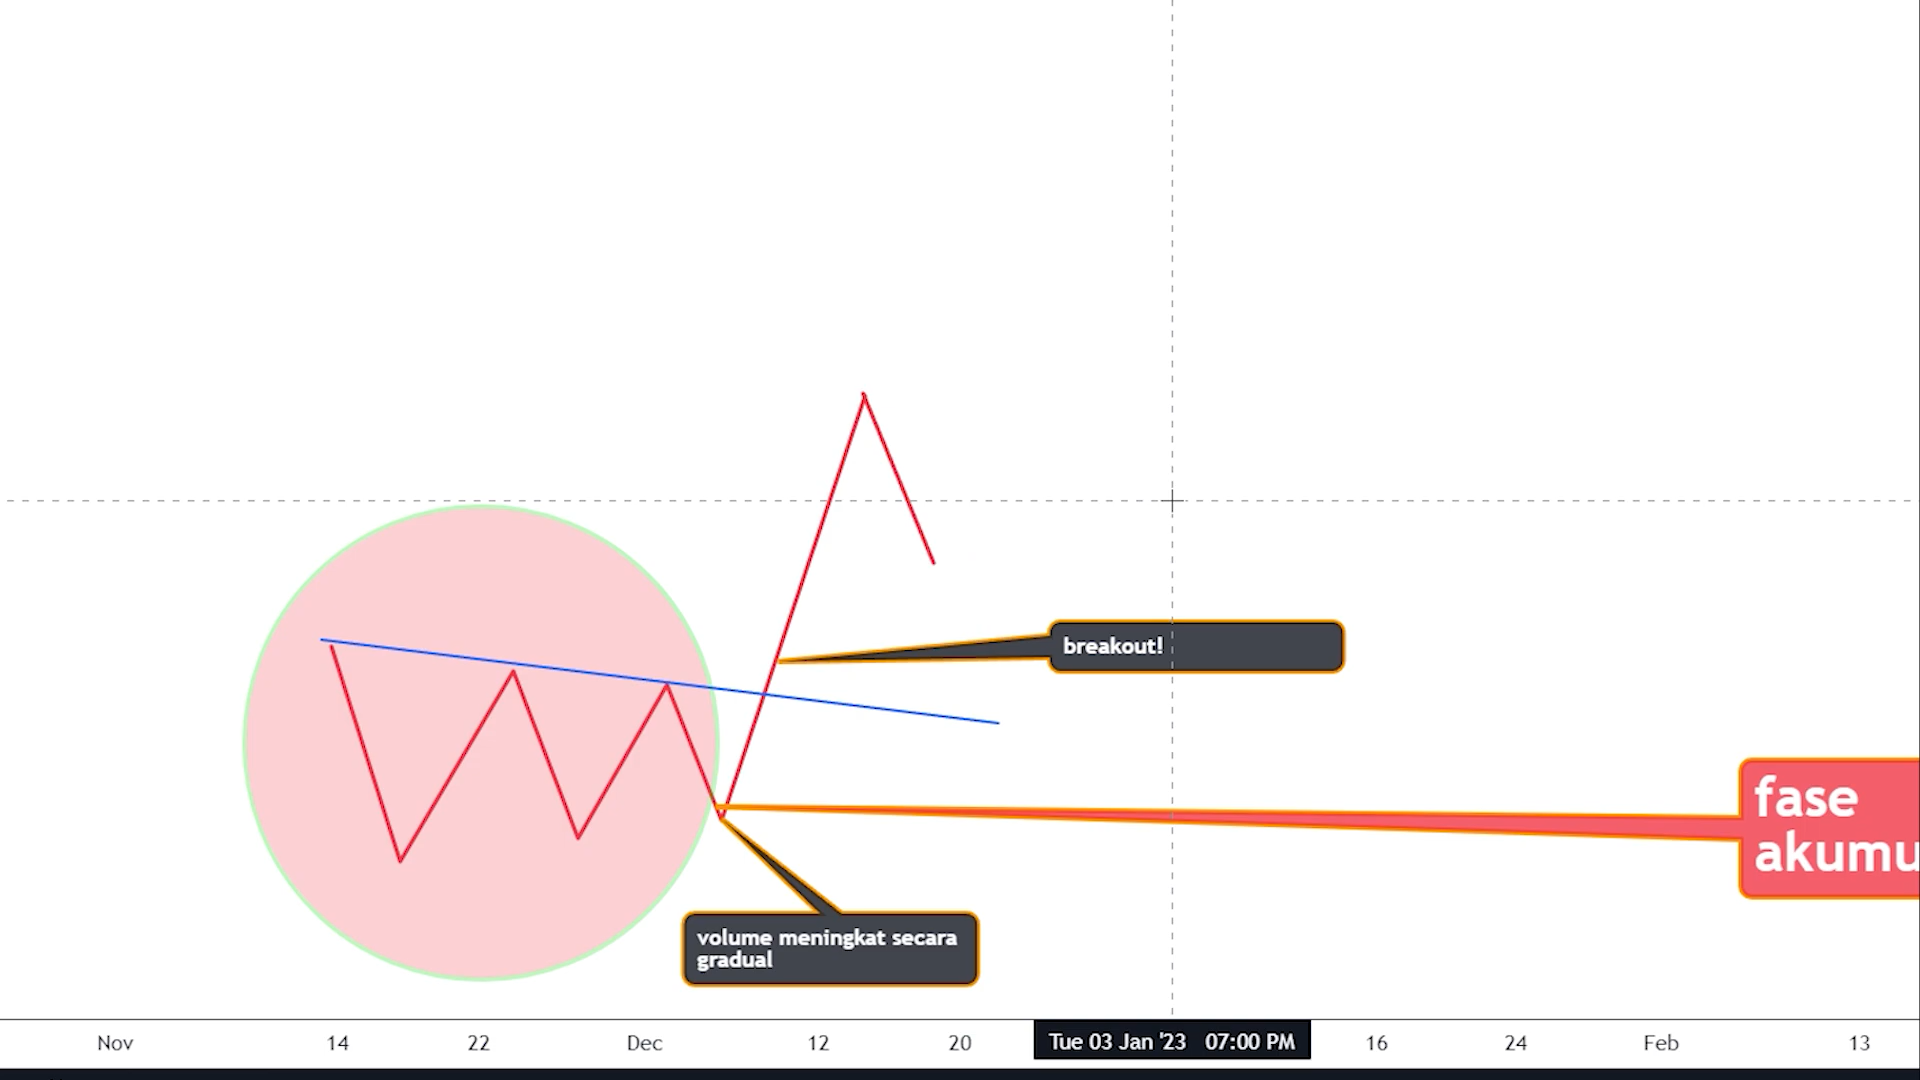 breakout!
fase
akumu
volume meningkat secara
gradual
Nov 14 22 Dec 12 20 Tue 03 Jan '23 07:00 PM 16 24 Feb 13